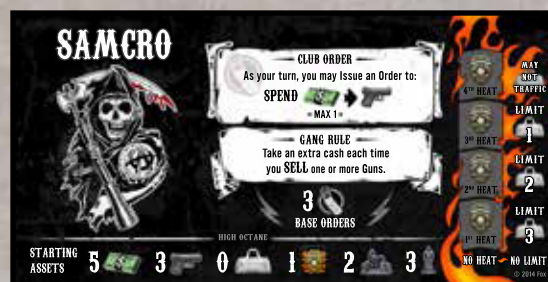 SAMCRO
CLUB ORDER
As your turn, you may Issue an Order to:
SPEND
MAX 1
GANG RULE
Take an extra cash each time
you SELL one or more Guns.
3
BASE ORDERS
HIGH OCTANE
STARTING
ASSETS
5
3
0
1
2
3
4TH HEAT
MAY
NOT
TRAFFIC
3RD HEAT
LIMIT
1
2ND HEAT
LIMIT
2
1ST HEAT
LIMIT
3
NO HEAT NO LIMIT
© 2014 Fox